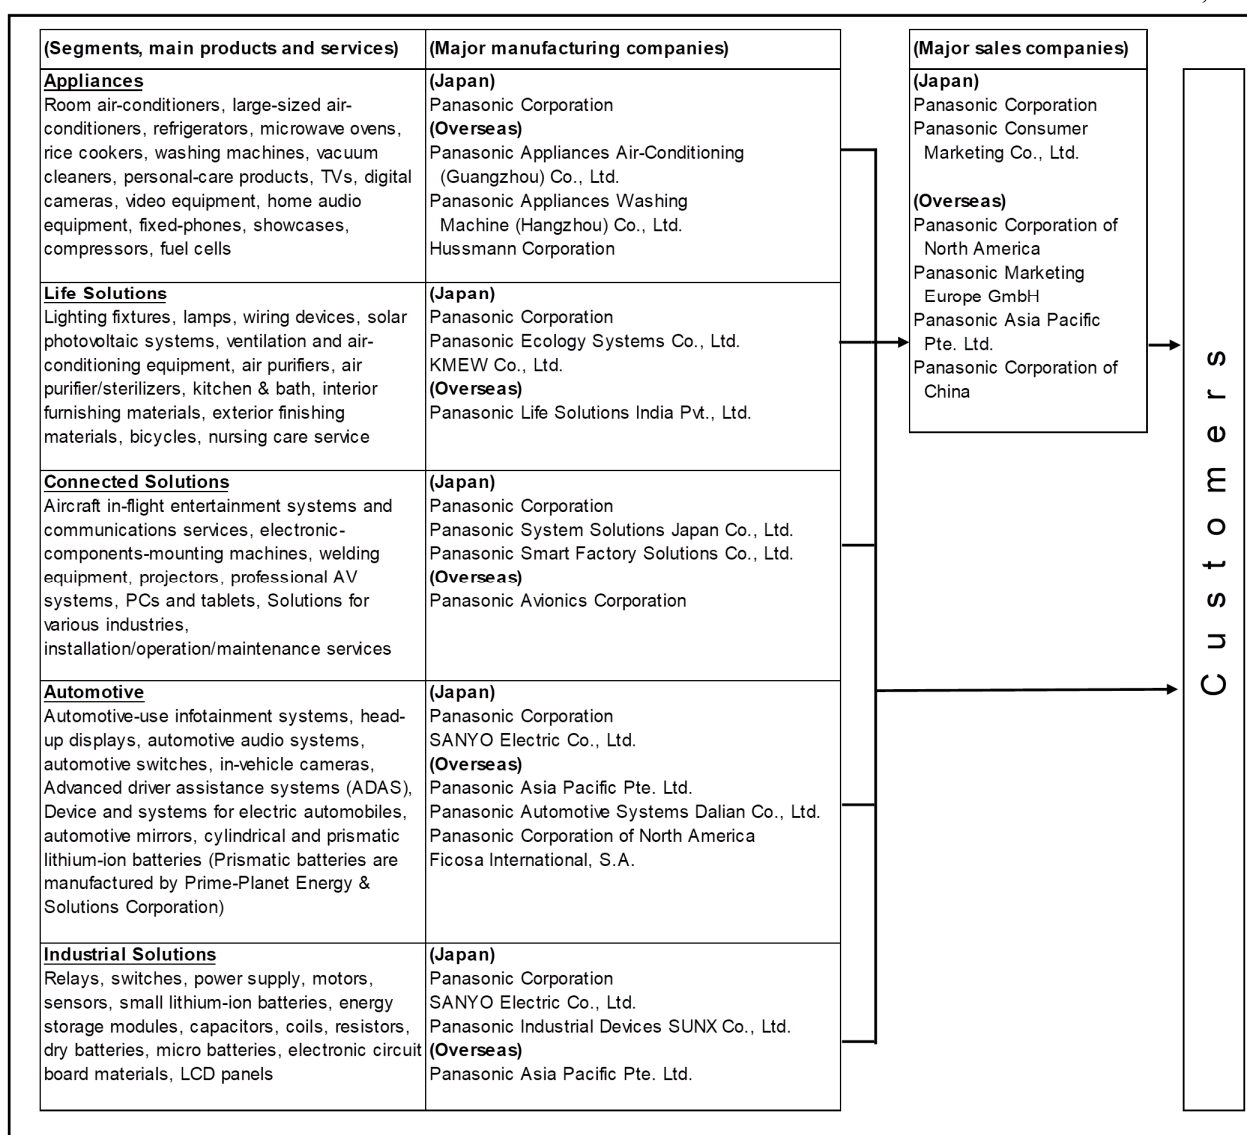 (Segments, main products and services)
(Major manufacturing companies)
(Major sales companies)
Appliances
Room air-conditioners, large-sized air-
conditioners, refrigerators, microwave ovens,
rice cookers, washing machines, vacuum
cleaners, personal-care products, TVs, digital
cameras, video equipment, home audio
equipment, fixed-phones, showcases,
compressors, fuel cells
(Japan)
Panasonic Corporation
(Overseas)
Panasonic Appliances Air-Conditioning
(Guangzhou) Co., Ltd.
Panasonic Appliances Washing
Machine (Hangzhou) Co., Ltd.
Hussmann Corporation
Life Solutions
Lighting fixtures, lamps, wiring devices, solar
photovoltaic systems, ventilation and air-
conditioning equipment, air purifiers, air
purifier/sterilizers, kitchen & bath, interior
furnishing materials, exterior finishing
materials, bicycles, nursing care service
(Japan)
Panasonic Corporation
Panasonic Ecology Systems Co., Ltd.
KMEW Co., Ltd.
(Overseas)
Panasonic Life Solutions India Pvt., Ltd.
Connected Solutions
Aircraft in-flight entertainment systems and
communications services, electronic-
components-mounting machines, welding
equipment, projectors, professional AV
systems, PCs and tablets, Solutions for
various industries,
installation/operation/maintenance services
(Japan)
Panasonic Corporation
Panasonic System Solutions Japan Co., Ltd.
Panasonic Smart Factory Solutions Co., Ltd.
(Overseas)
Panasonic Avionics Corporation
Automotive
Automotive-use infotainment systems, head-
up displays, automotive audio systems,
automotive switches, in-vehicle cameras,
Advanced driver assistance systems (ADAS),
Device and systems for electric automobiles,
automotive mirrors, cylindrical and prismatic
lithium-ion batteries (Prismatic batteries are
manufactured by Prime-Planet Energy &
Solutions Corporation)
(Japan)
Panasonic Corporation
SANYO Electric Co., Ltd.
(Overseas)
Panasonic Asia Pacific Pte. Ltd.
Panasonic Automotive Systems Dalian Co., Ltd.
Panasonic Corporation of North America
Ficosa International, S.A.
Industrial Solutions
Relays, switches, power supply, motors,
sensors, small lithium-ion batteries, energy
storage modules, capacitors, coils, resistors,
dry batteries, micro batteries, electronic circuit
board materials, LCD panels
(Japan)
Panasonic Corporation
SANYO Electric Co., Ltd.
Panasonic Industrial Devices SUNX Co., Ltd.
(Overseas)
Panasonic Asia Pacific Pte. Ltd.
(Japan)
Panasonic Corporation
Panasonic Consumer
Marketing Co., Ltd.
(Overseas)
Panasonic Corporation of
North America
Panasonic Marketing
Europe GmbH
Panasonic Asia Pacific
Pte. Ltd.
Panasonic Corporation of
China
Customers